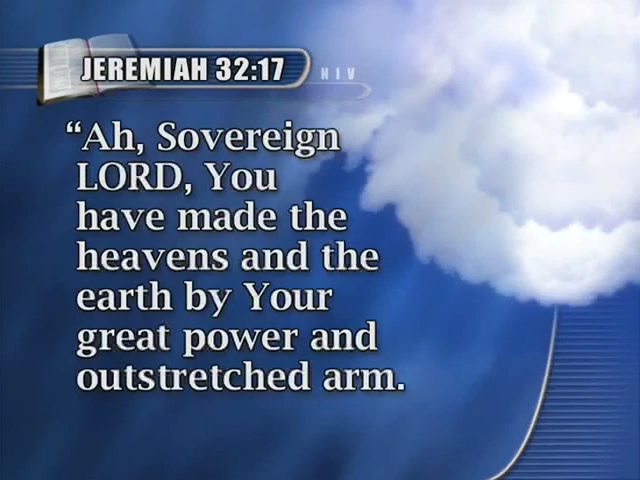 JEREMIAH 32:17
NIV
“Ah, Sovereign
LORD, You
have made the
heavens and the
earth by Your
great power and
outstretched arm.